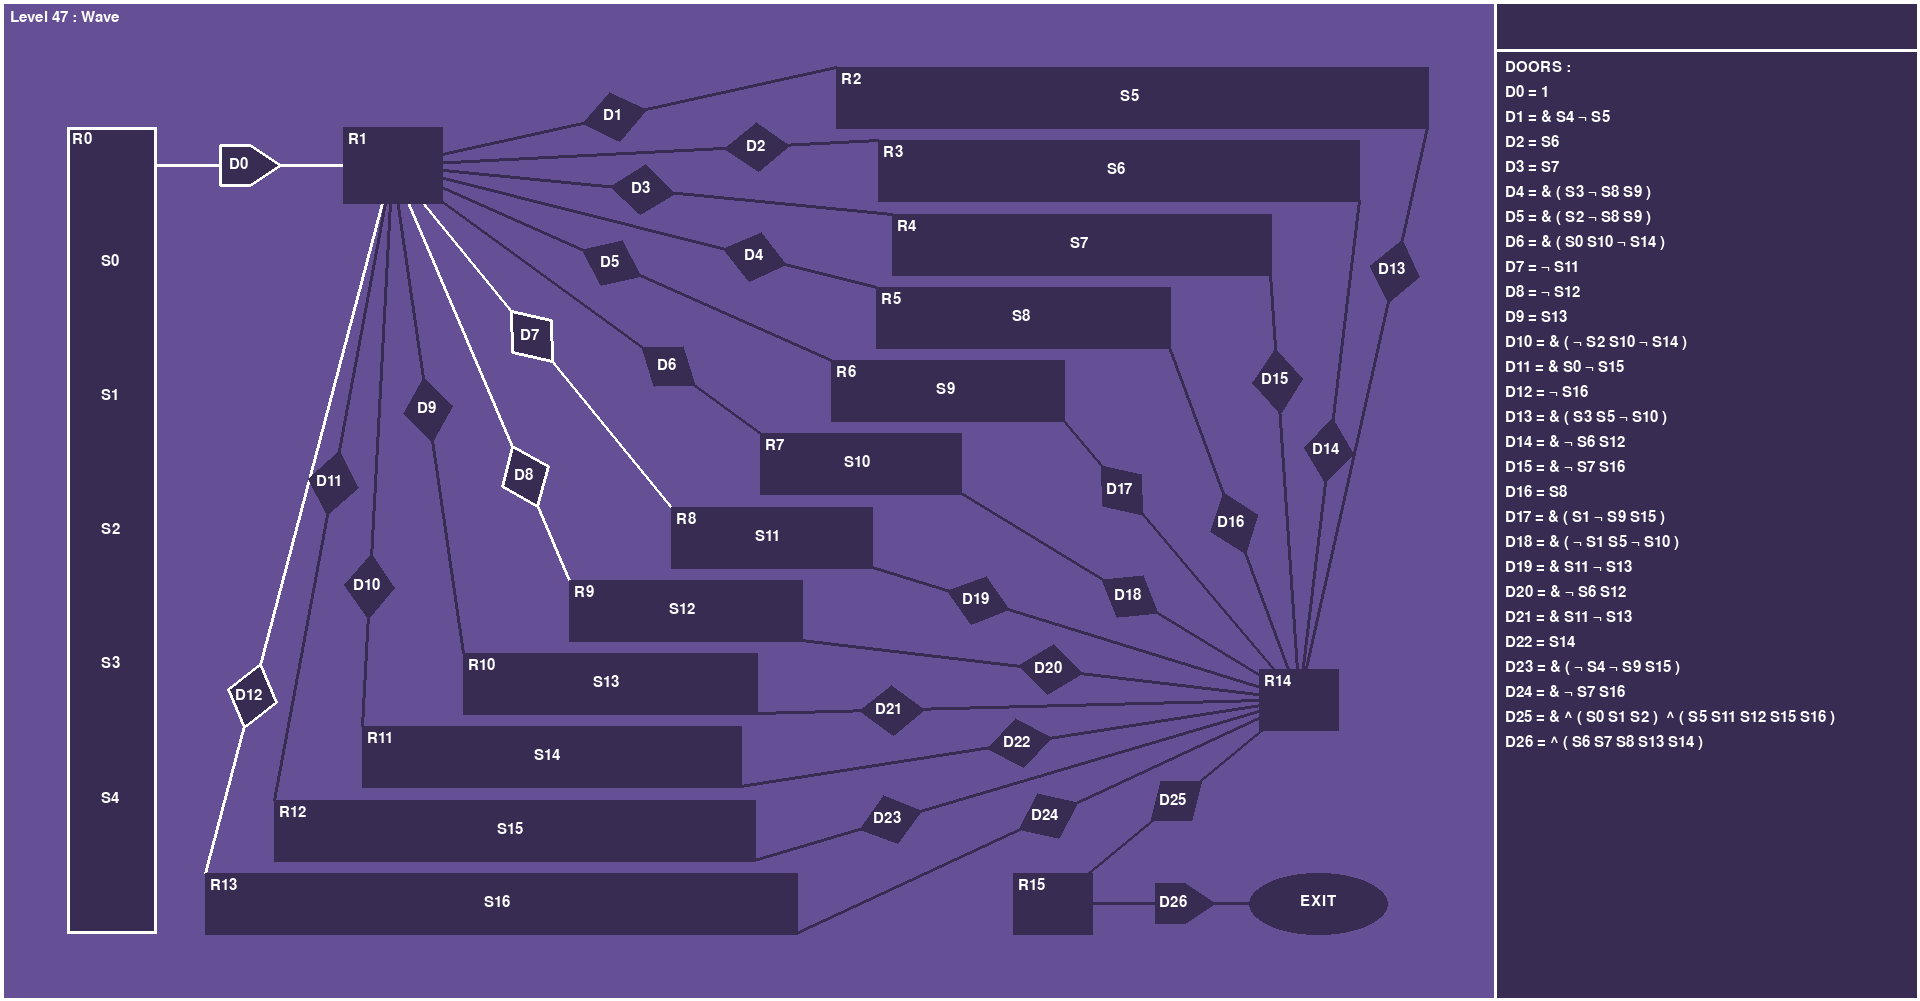 Level 47 : Wave
R0
S0
S1
S2
S3
S4
D0
R1
D1
D2
D3
D4
D5
D6
D7
D8
D9
D10
D11
D12
R2
S5
R3
S6
R4
S7
R5
S8
R6
S9
R7
S10
R8
S11
R9
S12
R10
S13
R11
S14
R12
S15
R13
S16
D13
D14
D15
D16
D17
D18
D19
D20
D21
D22
D23
D24
R14
D25
R15
D26
EXIT
DOORS :
D0 = 1
D1 = & S4 ¬ S5
D2 = S6
D3 = S7
D4 = & ( S3 ¬ S8 S9 )
D5 = & ( S2 ¬ S8 S9 )
D6 = & ( S0 S10 ¬ S14 )
D7 = ¬ S11
D8 = ¬ S12
D9 = S13
D10 = & ( ¬ S2 S10 ¬ S14 )
D11 = & S0 ¬ S15
D12 = ¬ S16
D13 = & ( S3 S5 ¬ S10 )
D14 = & ¬ S6 S12
D15 = & ¬ S7 S16
D16 = S8
D17 = & ( S1 ¬ S9 S15 )
D18 = & ( ¬ S1 S5 ¬ S10 )
D19 = & S11 ¬ S13
D20 = & ¬ S6 S12
D21 = & S11 ¬ S13
D22 = S14
D23 = & ( ¬ S4 ¬ S9 S15 )
D24 = & ¬ S7 S16
D25 = & ^ ( S0 S1 S2 ) ^ ( S5 S11 S12 S15 S16 )
D26 = ^ ( S6 S7 S8 S13 S14 )